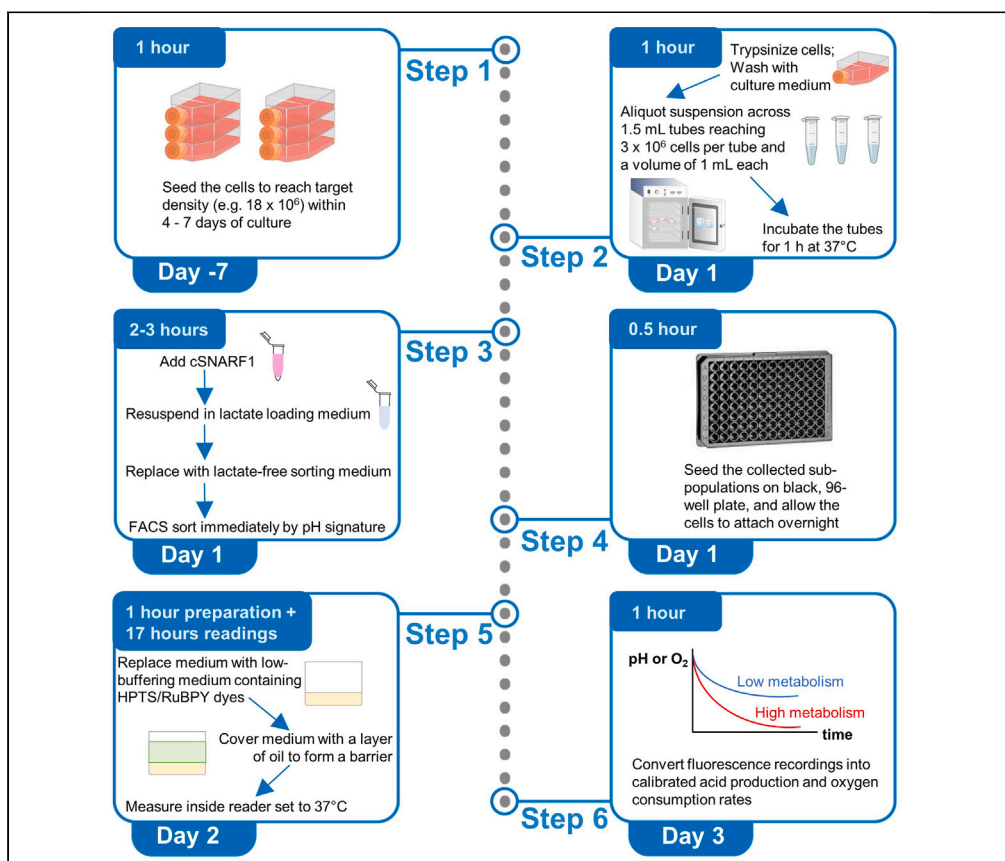 1 hour
Step 1
Seed the cells to reach target
density (e.g. 18 x 10⁶) within
4 - 7 days of culture
Day -7
1 hour
Trypsinize cells;
Wash with
culture medium
Aliquot suspension across
1.5 mL tubes reaching
3 x 10⁶ cells per tube and
a volume of 1 mL each
Incubate the tubes
for 1 h at 37°C
Step 2
Day 1
2-3 hours
Step 3
Add cSNARF1
Resuspend in lactate loading medium
Replace with lactate-free sorting medium
FACS sort immediately by pH signature
Day 1
0.5 hour
Seed the collected sub-
populations on black, 96-
well plate, and allow the
cells to attach overnight
Step 4
Day 1
1 hour preparation +
17 hours readings
Step 5
Replace medium with low-
buffering medium containing
HPTS/RuBPY dyes
Cover medium with a layer
of oil to form a barrier
Measure inside reader set to 37°C
Day 2
1 hour
pH or O₂
Low metabolism
High metabolism
time
Convert fluorescence recordings into
calibrated acid production and oxygen
consumption rates
Step 6
Day 3